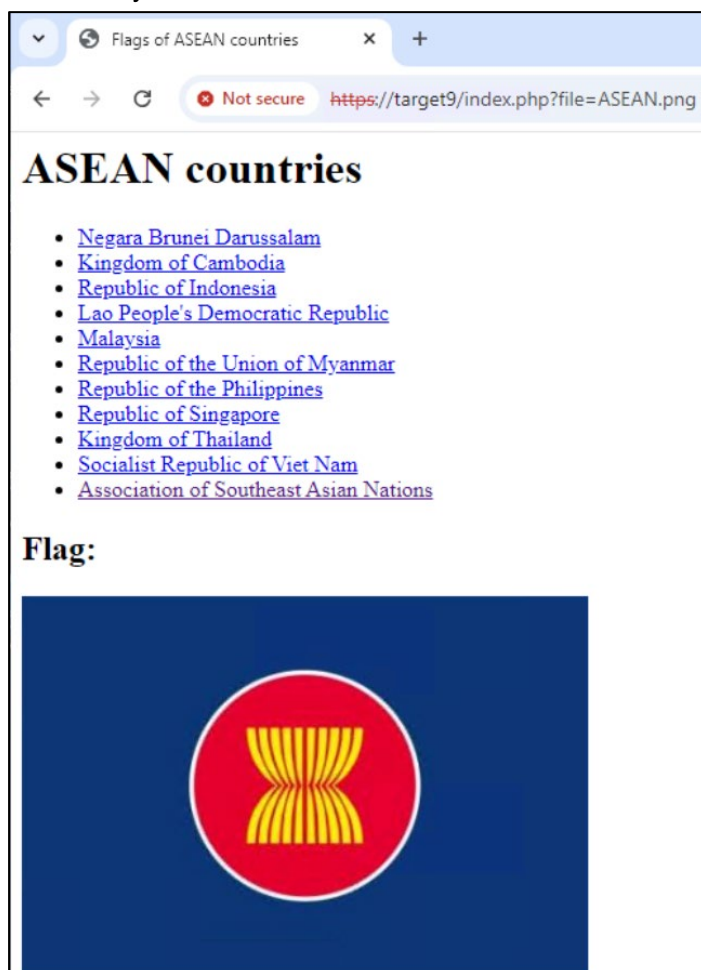 Flags of ASEAN countries
Not secure https://target9/index.php?file=ASEAN.png
ASEAN countries
Negara Brunei Darussalam
Kingdom of Cambodia
Republic of Indonesia
Lao People's Democratic Republic
Malaysia
Republic of the Union of Myanmar
Republic of the Philippines
Republic of Singapore
Kingdom of Thailand
Socialist Republic of Viet Nam
Association of Southeast Asian Nations
Flag: